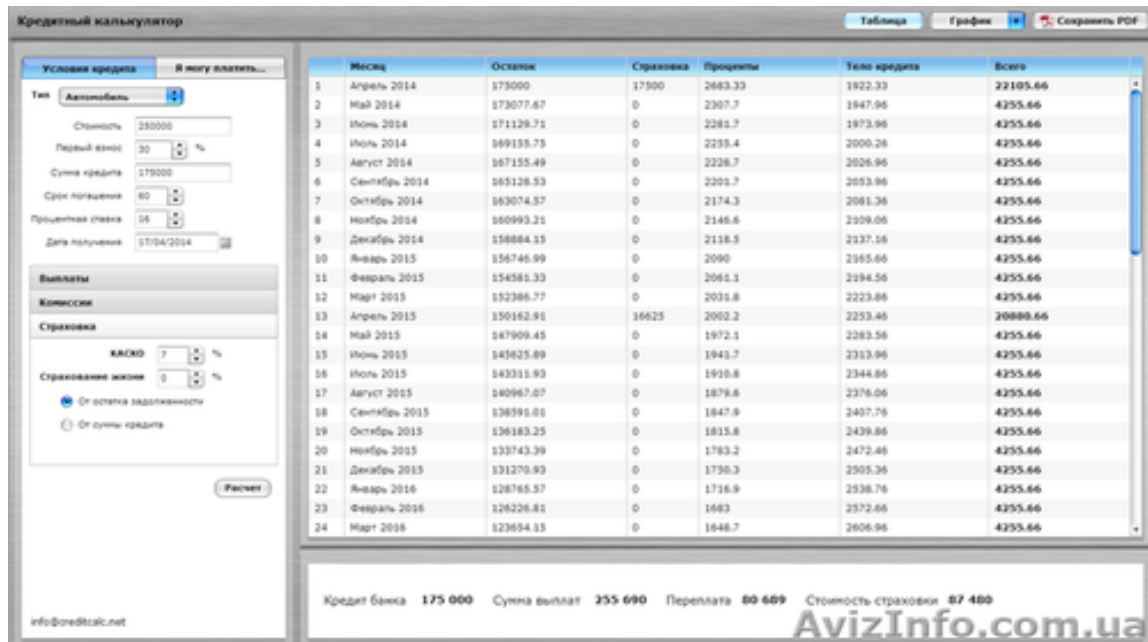 Кредитный калькулятор
Таблица График Сохранить PDF
Условия кредита Я могу платить...
Тип Автомобиль
Стоимость 250000
Первый взнос 30 %
Сумма кредита 175000
Срок погашения 60
Процентная ставка 16
Дата получения 17/04/2014
Выплаты
Комиссии
Страховка
КАСКО 7 %
Страхование жизни 0 %
От остатка задолженности
От суммы кредита
Расчет
info@creditcalc.net
Месяц Остаток Страховка Проценты Тело кредита Всего
1 Апрель 2014 175000 17500 2683.33 1922.33 22105.66
2 Май 2014 173077.67 0 2307.7 1947.96 4255.66
3 Июнь 2014 171129.71 0 2281.7 1973.96 4255.66
4 Июль 2014 169155.75 0 2255.4 2000.26 4255.66
5 Август 2014 167155.49 0 2228.7 2026.96 4255.66
6 Сентябрь 2014 165128.53 0 2201.7 2053.96 4255.66
7 Октябрь 2014 163074.57 0 2174.3 2081.36 4255.66
8 Ноябрь 2014 160993.21 0 2146.6 2109.06 4255.66
9 Декабрь 2014 158884.15 0 2118.5 2137.16 4255.66
10 Январь 2015 156746.99 0 2090 2165.66 4255.66
11 Февраль 2015 154581.33 0 2061.1 2194.56 4255.66
12 Март 2015 152386.77 0 2031.8 2223.86 4255.66
13 Апрель 2015 150162.91 16625 2002.2 2253.46 20880.66
14 Май 2015 147909.45 0 1972.1 2283.56 4255.66
15 Июнь 2015 145625.89 0 1941.7 2313.96 4255.66
16 Июль 2015 143311.93 0 1910.8 2344.86 4255.66
17 Август 2015 140967.07 0 1879.6 2376.06 4255.66
18 Сентябрь 2015 138591.01 0 1847.9 2407.76 4255.66
19 Октябрь 2015 136183.25 0 1815.8 2439.86 4255.66
20 Ноябрь 2015 133743.39 0 1783.2 2472.46 4255.66
21 Декабрь 2015 131270.93 0 1750.3 2505.36 4255.66
22 Январь 2016 128765.57 0 1716.9 2538.76 4255.66
23 Февраль 2016 126226.81 0 1683 2572.66 4255.66
24 Март 2016 123654.15 0 1648.7 2606.96 4255.66
Кредит банка 175 000 Сумма выплат 255 690 Переплата 80 689 Стоимость страховки 87 480
AvizInfo.com.ua